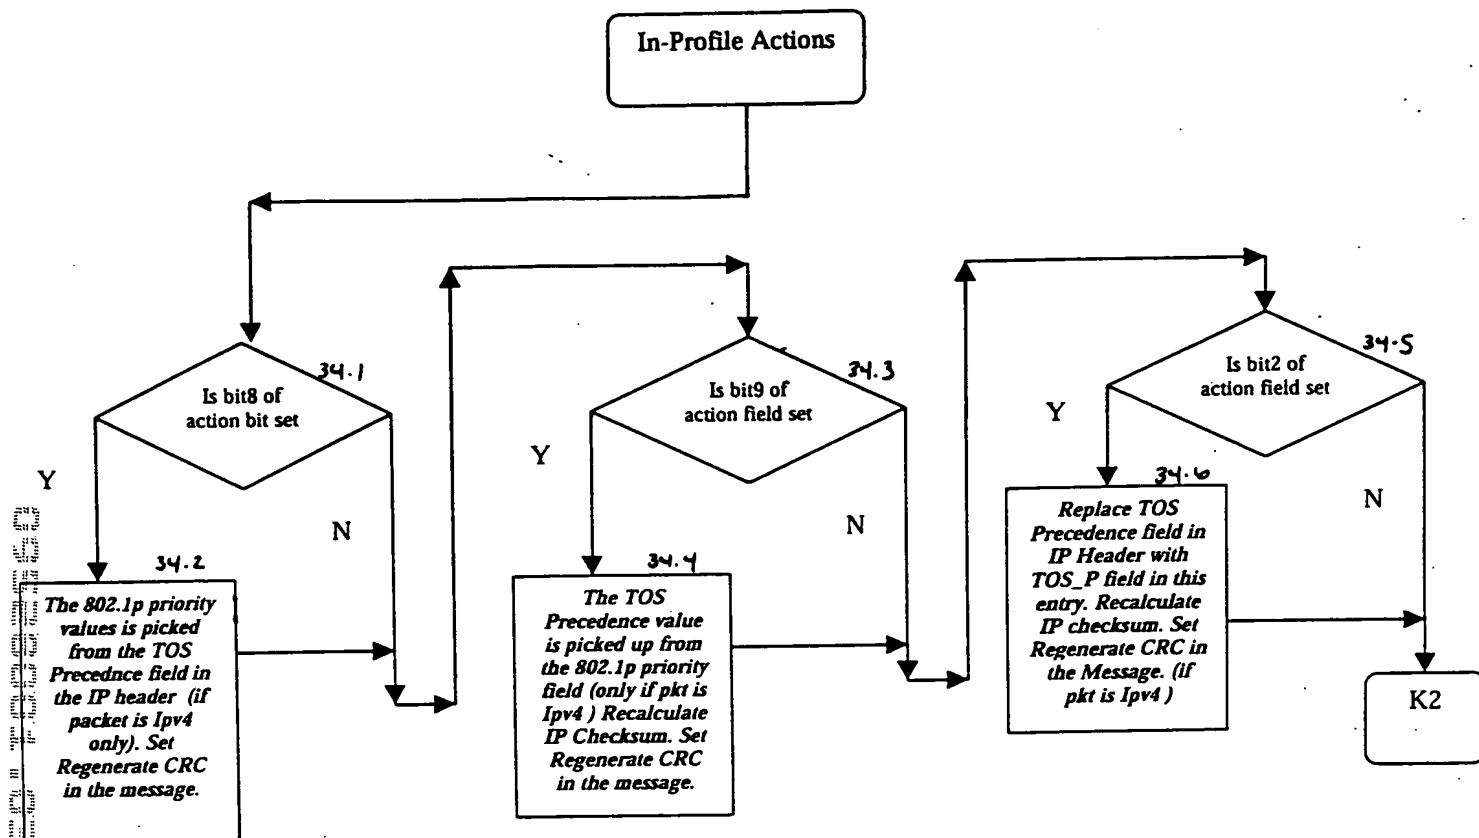 In-Profile Actions
34.1
Is bit8 of
action bit set
Y
N
34.2
The 802.1p priority
values is picked
from the TOS
Precednce field in
the IP header (if
packet is Ipv4
only). Set
Regenerate CRC
in the message.
34.3
Is bit9 of
action field set
Y
N
34.4
The TOS
Precedence value
is picked up from
the 802.1p priority
field (only if pkt is
Ipv4 ) Recalculate
IP Checksum. Set
Regenerate CRC
in the message.
34.5
Is bit2 of
action field set
Y
N
34.6
Replace TOS
Precedence field in
IP Header with
TOS_P field in this
entry. Recalculate
IP checksum. Set
Regenerate CRC in
the Message. (if
pkt is Ipv4 )
K2